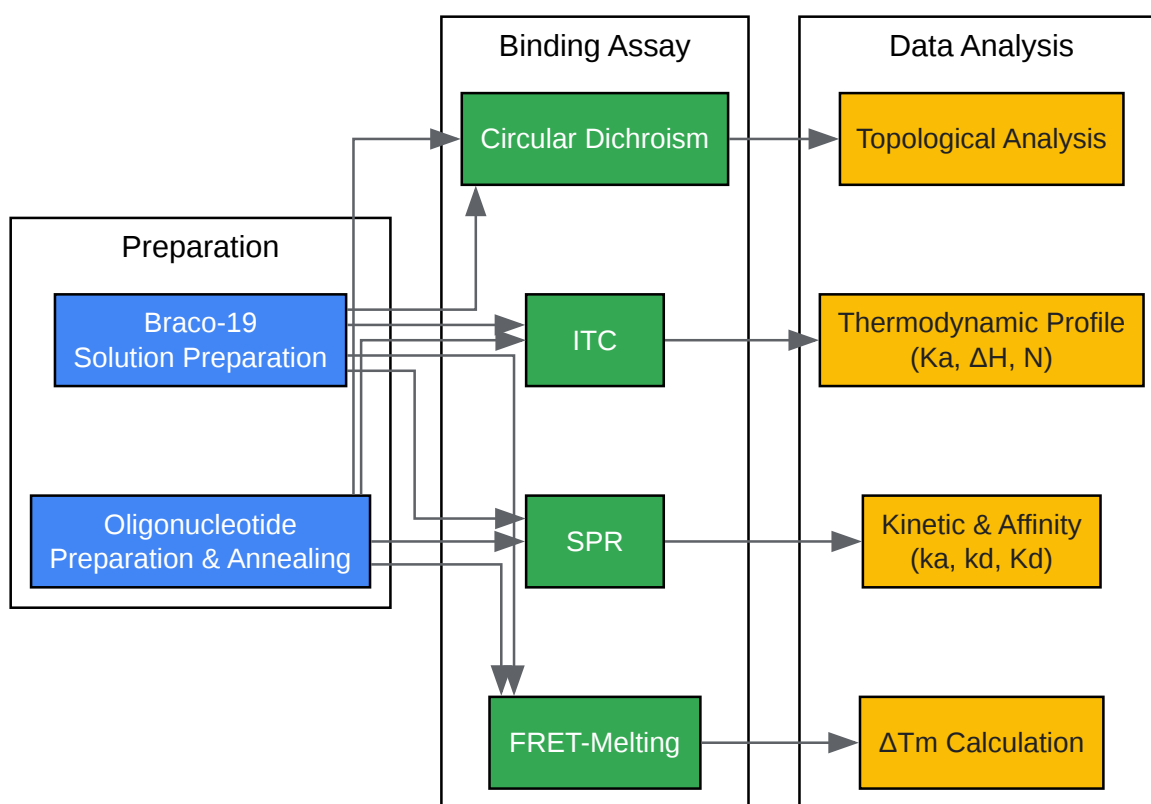 Preparation
Braco-19
Solution Preparation
Oligonucleotide
Preparation & Annealing
Binding Assay
Circular Dichroism
ITC
SPR
FRET-Melting
Data Analysis
Topological Analysis
Thermodynamic Profile
(Ka, ΔH, N)
Kinetic & Affinity
(ka, kd, Kd)
ΔTm Calculation